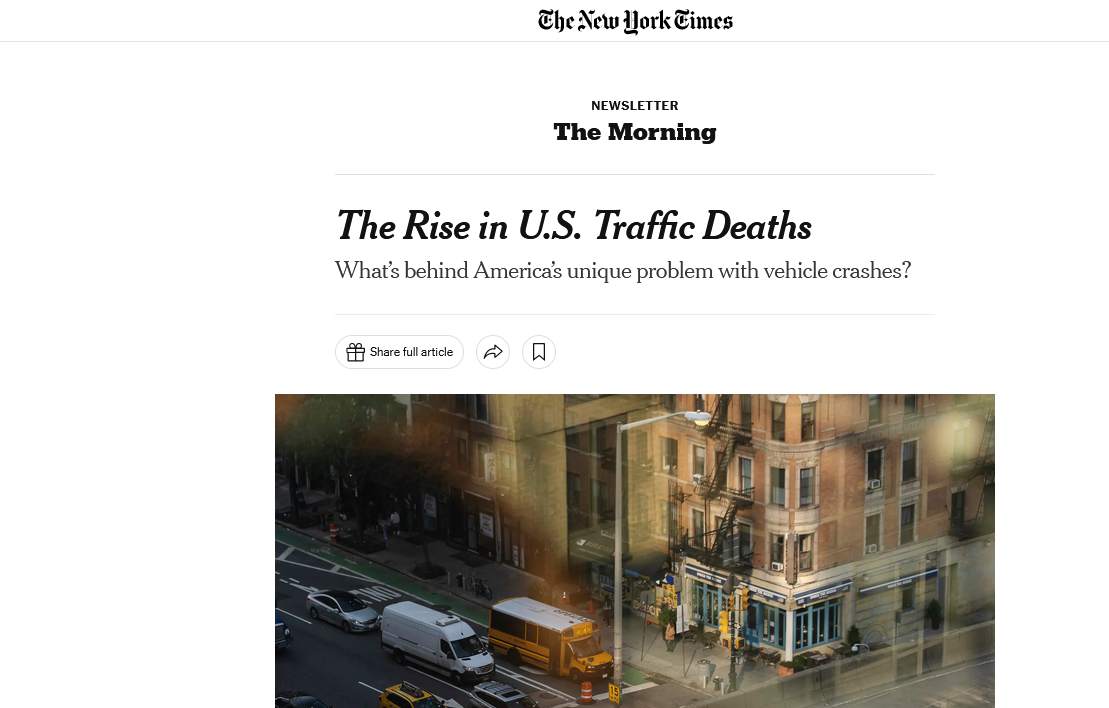 The New York Times
NEWSLETTER
The Morning
The Rise in U.S. Traffic Deaths
What's behind America's unique problem with vehicle crashes?
Share full article